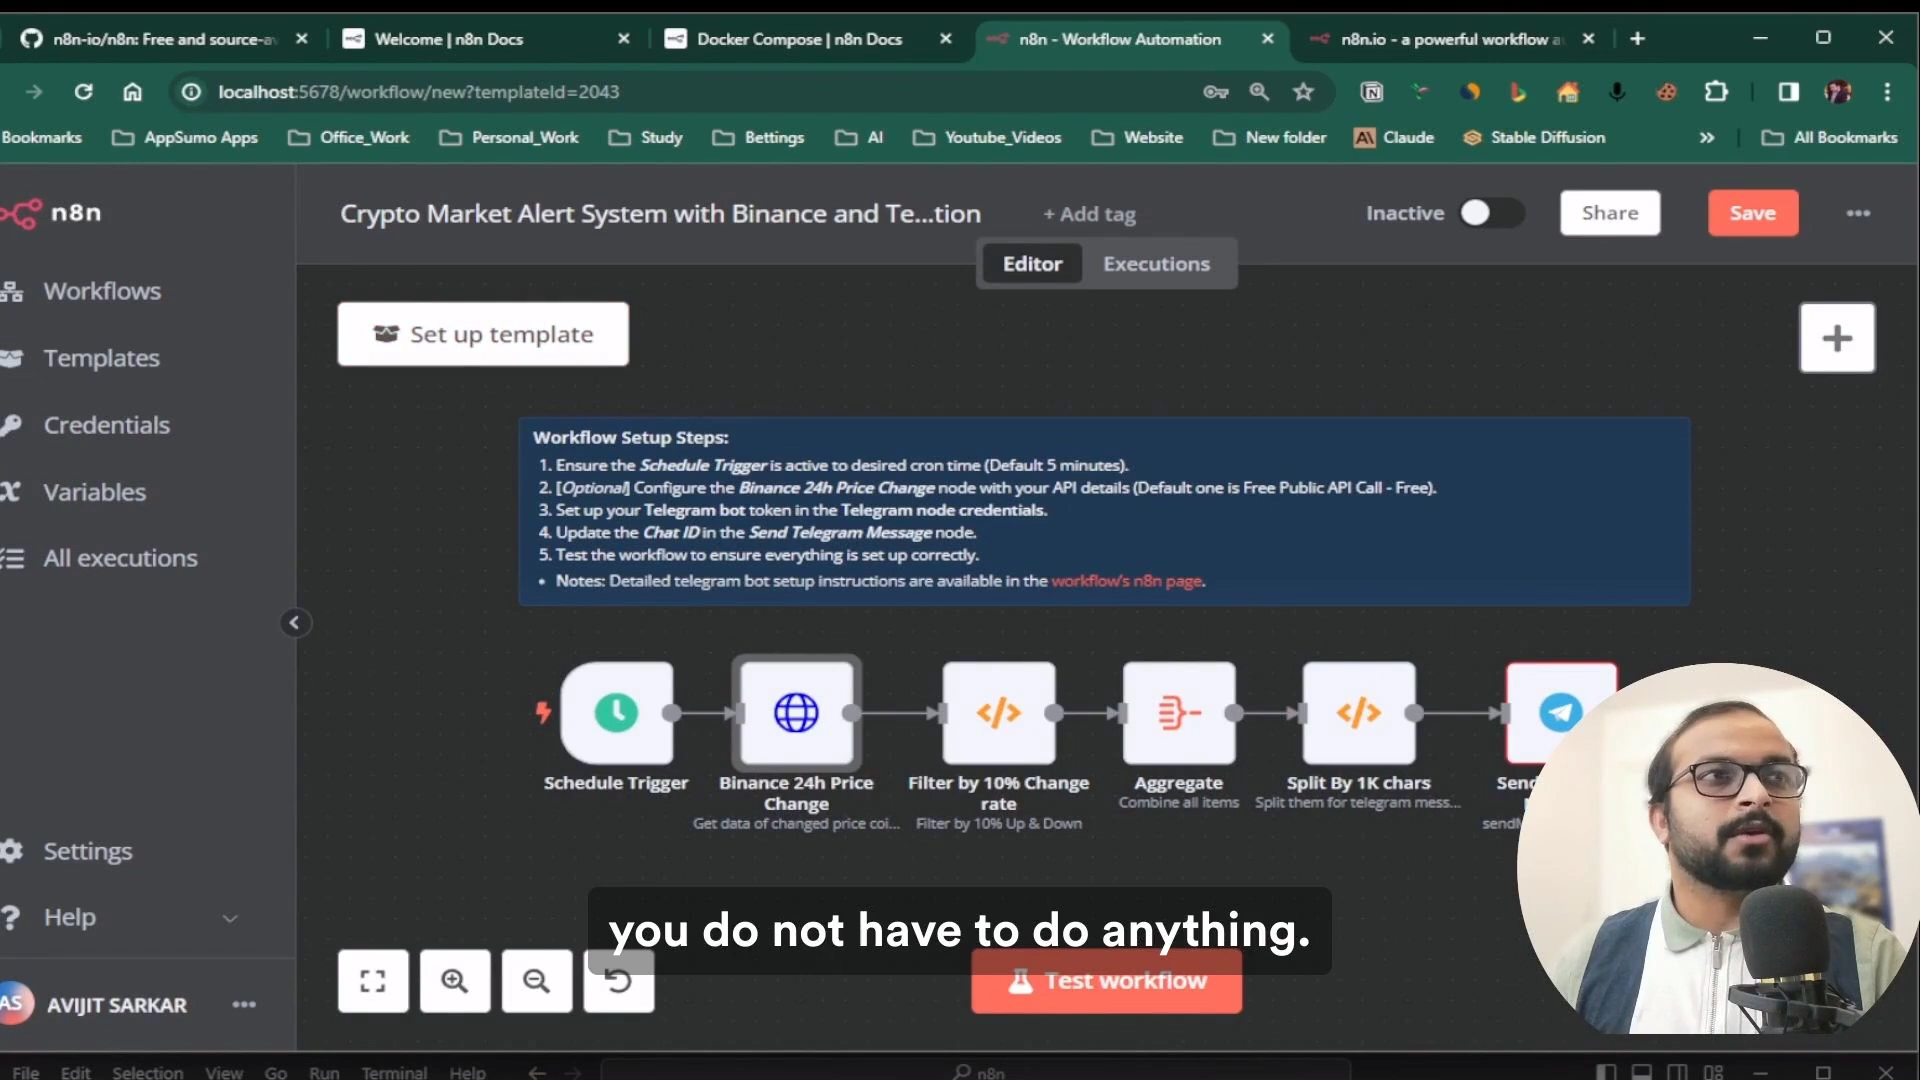 n8n-io/n8n: Free and source-av
Welcome | n8n Docs
Docker Compose | n8n Docs
n8n - Workflow Automation
n8n.io - a powerful workflow a
localhost:5678/workflow/new?templateId=2043
Bookmarks
AppSumo Apps
Office_Work
Personal_Work
Study
Bettings
AI
Youtube_Videos
Website
New folder
Claude
Stable Diffusion
All Bookmarks
n8n
Crypto Market Alert System with Binance and Te...tion
+ Add tag
Inactive
Share
Save
Editor
Executions
Workflows
Templates
Credentials
Variables
All executions
Set up template
Workflow Setup Steps:
1. Ensure the Schedule Trigger is active to desired cron time (Default 5 minutes).
2. [Optional] Configure the Binance 24h Price Change node with your API details (Default one is Free Public API Call - Free).
3. Set up your Telegram bot token in the Telegram node credentials.
4. Update the Chat ID in the Send Telegram Message node.
5. Test the workflow to ensure everything is set up correctly.
• Notes: Detailed telegram bot setup instructions are available in the workflow's n8n page.
Schedule Trigger
Binance 24h Price
Change
Get data of changed price coi...
Filter by 10% Change
rate
Filter by 10% Up & Down
Aggregate
Combine all items
Split By 1K chars
Split them for telegram mess...
Send
sendM
Settings
Help
AS
AVIJIT SARKAR
you do not have to do anything.
Test workflow
File Edit Selection View Go Run Terminal Help
n8n